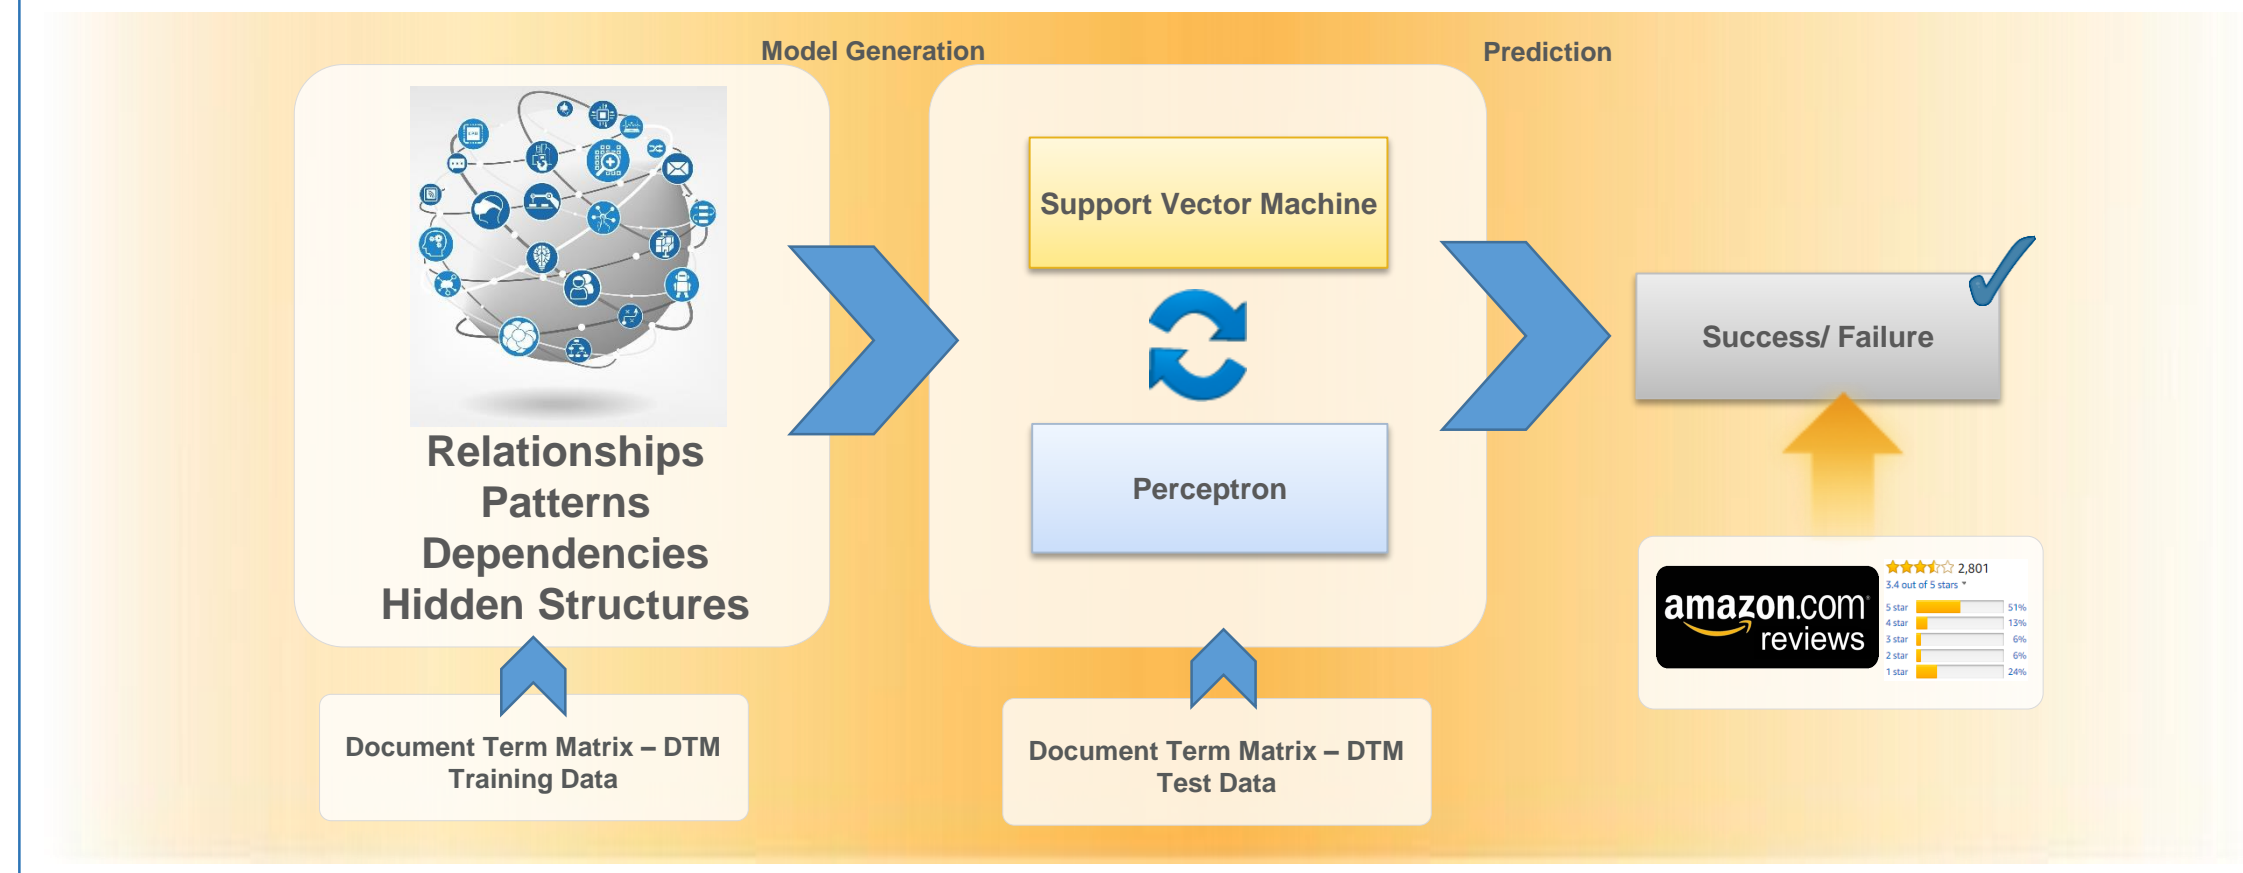 Model Generation
Prediction
Relationships
Patterns
Dependencies
Hidden Structures
Document Term Matrix – DTM
Training Data
Support Vector Machine
Perceptron
Document Term Matrix – DTM
Test Data
Success/ Failure
amazon.com
reviews
2,801
3.4 out of 5 stars
5 star 51%
4 star 13%
3 star 6%
2 star 6%
1 star 24%